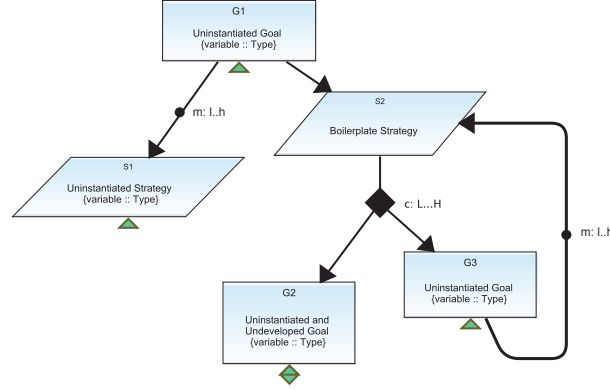 G1
Uninstantiated Goal
{variable :: Type}
m: l..h
S2
Boilerplate Strategy
S1
Uninstantiated Strategy
{variable :: Type}
c: L...H
G3
Uninstantiated Goal
{variable :: Type}
m: l..h
G2
Uninstantiated and
Undeveloped Goal
{variable :: Type}